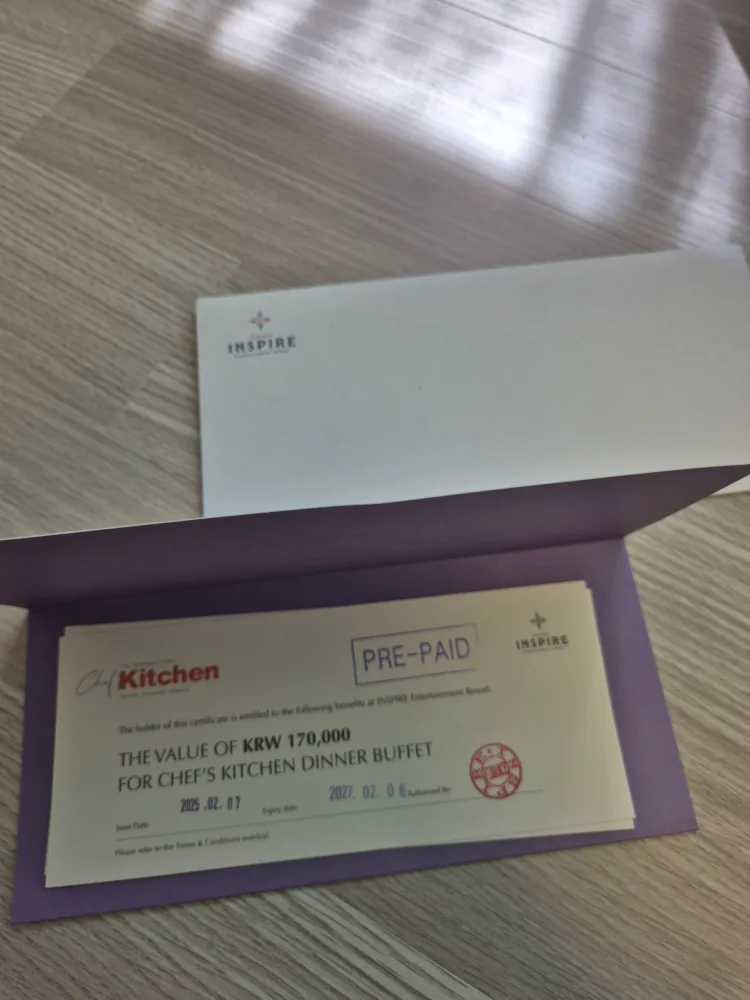 INSPIRE
PRE-PAID
INSPIRE
Chef Kitchen
The holder of this certificate is entitled to the following benefits at INSPIRE Entertainment Resort.
THE VALUE OF KRW 170,000
FOR CHEF'S KITCHEN DINNER BUFFET
Issue Date 2025.02.07 Expiry date 2027.02.06 Authorized By:
Please refer to the Terms & Conditions overleaf.